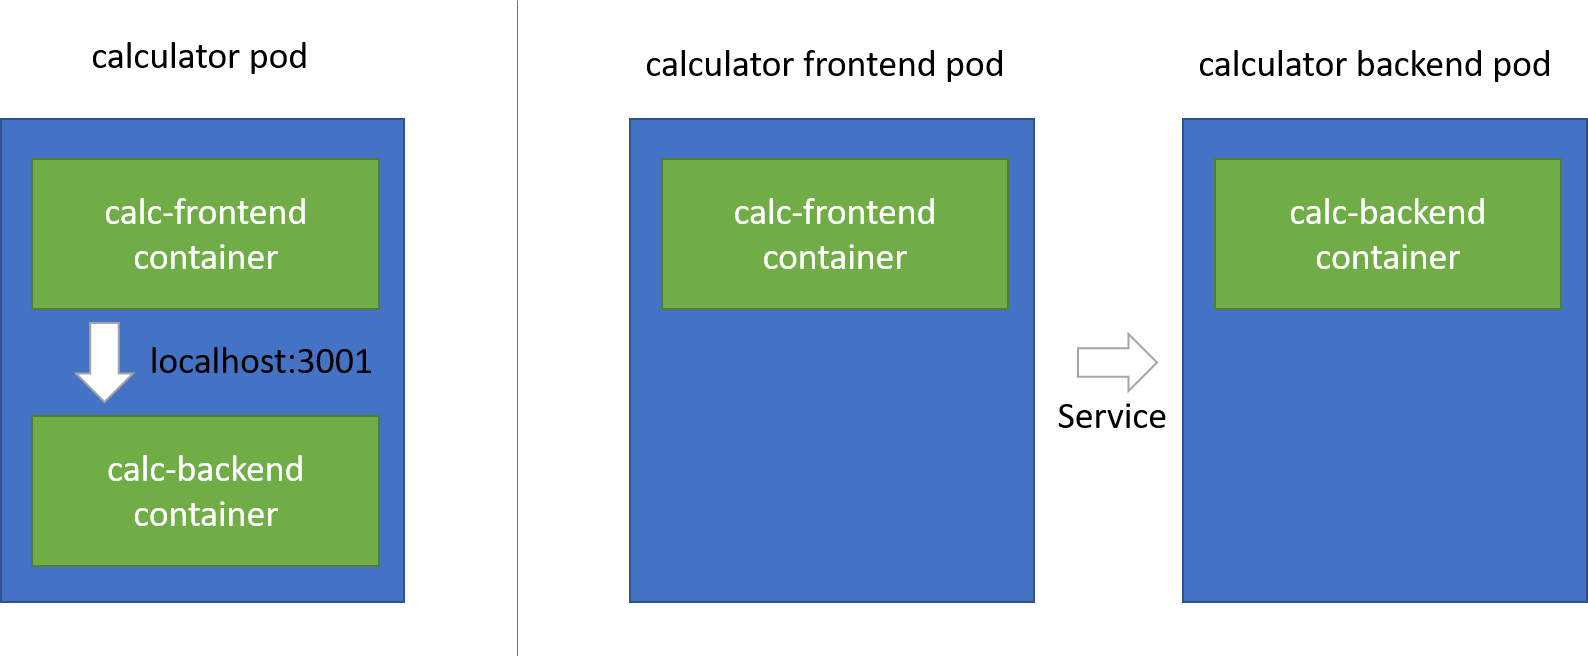 calculator pod
calc-frontend
container
localhost:3001
calc-backend
container
calculator frontend pod
calc-frontend
container
Service
calculator backend pod
calc-backend
container